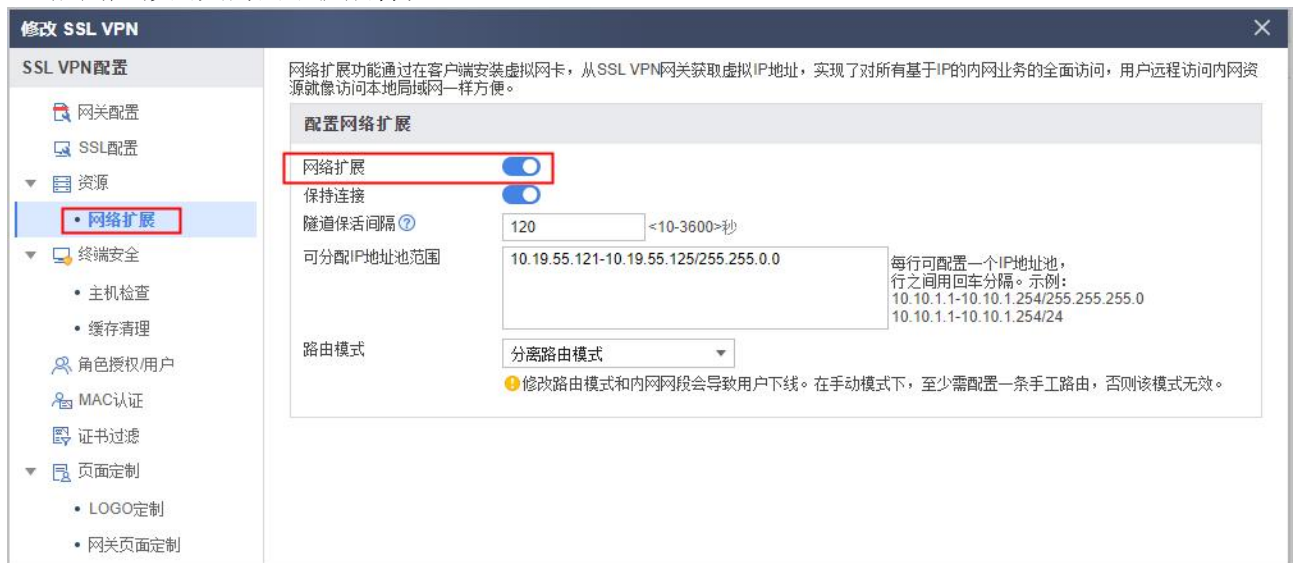 修改 SSL VPN
SSL VPN配置
网关配置
SSL配置
资源
• 网络扩展
终端安全
• 主机检查
• 缓存清理
角色授权/用户
MAC认证
证书过滤
页面定制
• LOGO定制
• 网关页面定制
网络扩展功能通过在客户端安装虚拟网卡，从SSL VPN网关获取虚拟IP地址，实现了对所有基于IP的内网业务的全面访问，用户远程访问内网资
源就像访问本地局域网一样方便。
配置网络扩展
网络扩展
保持连接
隧道保活间隔 ? 120 <10-3600>秒
可分配IP地址池范围 10.19.55.121-10.19.55.125/255.255.0.0
每行可配置一个IP地址池，
行之间用回车分隔。示例：
10.10.1.1-10.10.1.254/255.255.255.0
10.10.1.1-10.10.1.254/24
路由模式 分离路由模式
修改路由模式和内网网段会导致用户下线。在手动模式下，至少需配置一条手工路由，否则该模式无效。